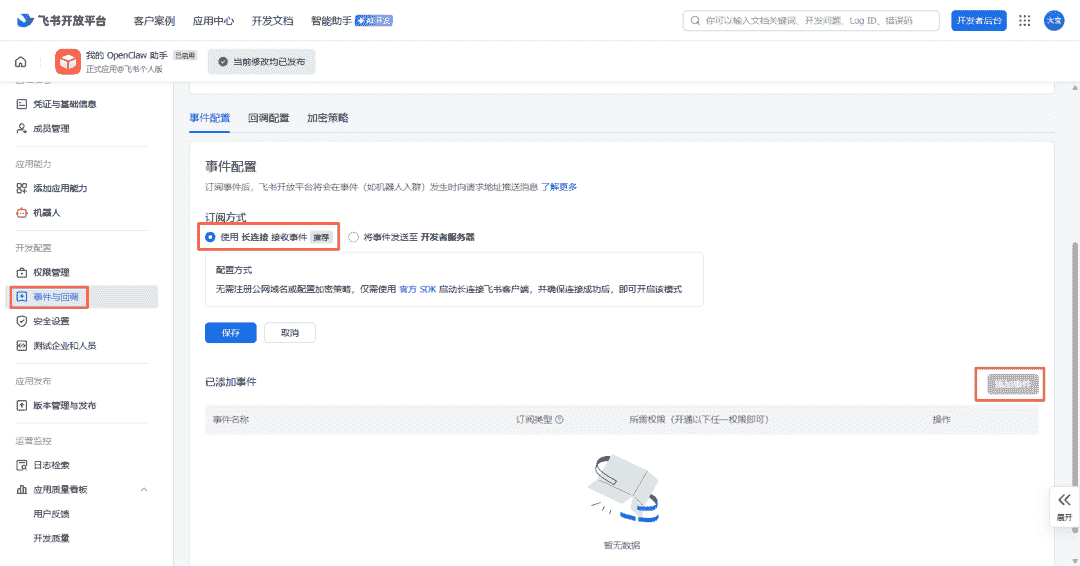 飞书开放平台 客户案例 应用中心 开发文档 智能助手 AI 开发 你可以输入文档关键词、开发问题、Log ID、错误码 开发者后台 大宝
我的 OpenClaw 助手 已启用
正式应用@飞书个人版
当前修改均已发布
凭证与基础信息
成员管理
应用能力
添加应用能力
机器人
开发配置
权限管理
事件与回调
安全设置
测试企业和人员
应用发布
版本管理与发布
运营监控
日志检索
应用质量看板
用户反馈
开发质量
事件配置 回调配置 加密策略
事件配置
订阅事件后，飞书开放平台将会在事件（如机器人入群）发生时向请求地址推送消息 了解更多
订阅方式
使用 长连接 接收事件 推荐 将事件发送至 开发者服务器
配置方式
无需注册公网域名或配置加密策略，仅需使用 官方 SDK 启动长连接飞书客户端，并确保连接成功后，即可开启该模式
保存 取消
已添加事件 添加事件
事件名称 订阅类型 所需权限（开通以下任一权限即可） 操作
暂无数据
展开